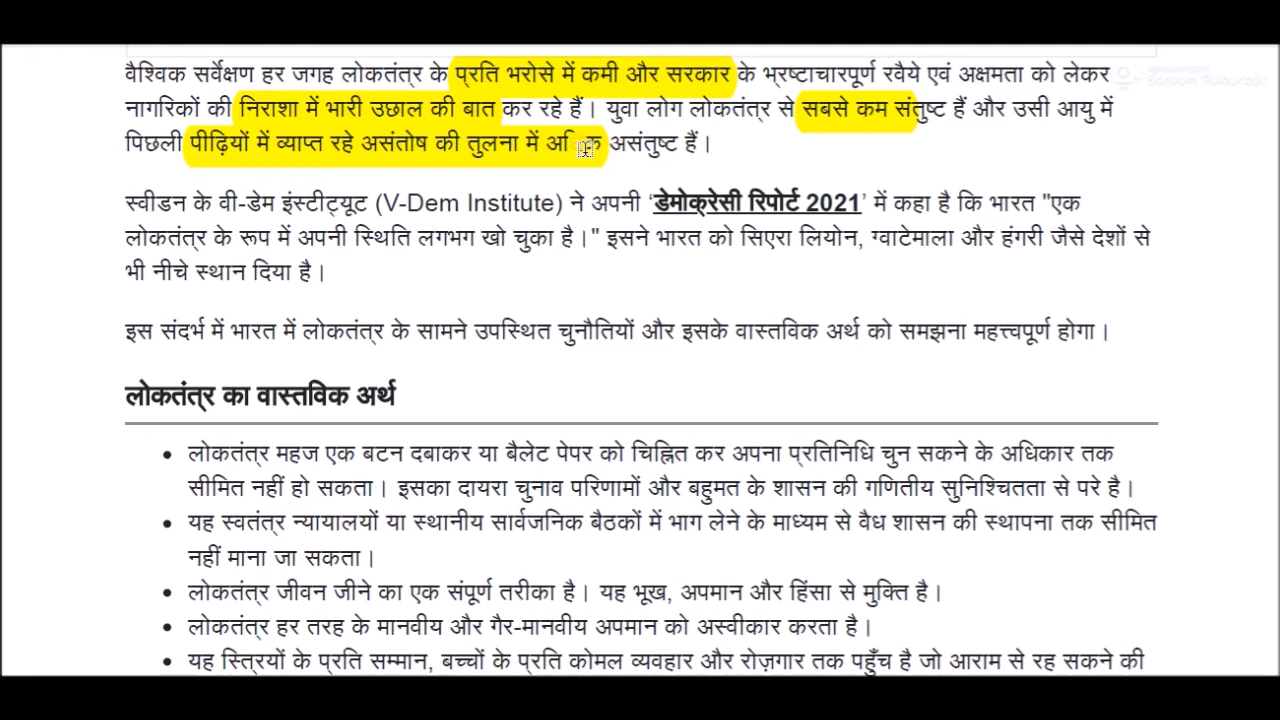 वैश्विक सर्वेक्षण हर जगह लोकतंत्र के प्रति भरोसे में कमी और सरकार के भ्रष्टाचारपूर्ण रवैये एवं अक्षमता को लेकर
नागरिकों की निराशा में भारी उछाल की बात कर रहे हैं। युवा लोग लोकतंत्र से सबसे कम संतुष्ट हैं और उसी आयु में
पिछली पीढ़ियों में व्याप्त रहे असंतोष की तुलना में अधिक असंतुष्ट हैं।
स्वीडन के वी-डेम इंस्टीट्यूट (V-Dem Institute) ने अपनी ‘डेमोक्रेसी रिपोर्ट 2021’ में कहा है कि भारत "एक
लोकतंत्र के रूप में अपनी स्थिति लगभग खो चुका है।" इसने भारत को सिएरा लियोन, ग्वाटेमाला और हंगरी जैसे देशों से
भी नीचे स्थान दिया है।
इस संदर्भ में भारत में लोकतंत्र के सामने उपस्थित चुनौतियों और इसके वास्तविक अर्थ को समझना महत्त्वपूर्ण होगा।
लोकतंत्र का वास्तविक अर्थ
• लोकतंत्र महज एक बटन दबाकर या बैलेट पेपर को चिह्नित कर अपना प्रतिनिधि चुन सकने के अधिकार तक
सीमित नहीं हो सकता। इसका दायरा चुनाव परिणामों और बहुमत के शासन की गणितीय सुनिश्चितता से परे है।
• यह स्वतंत्र न्यायालयों या स्थानीय सार्वजनिक बैठकों में भाग लेने के माध्यम से वैध शासन की स्थापना तक सीमित
नहीं माना जा सकता।
• लोकतंत्र जीवन जीने का एक संपूर्ण तरीका है। यह भूख, अपमान और हिंसा से मुक्ति है।
• लोकतंत्र हर तरह के मानवीय और गैर-मानवीय अपमान को अस्वीकार करता है।
• यह स्त्रियों के प्रति सम्मान, बच्चों के प्रति कोमल व्यवहार और रोज़गार तक पहुँच है जो आराम से रह सकने की